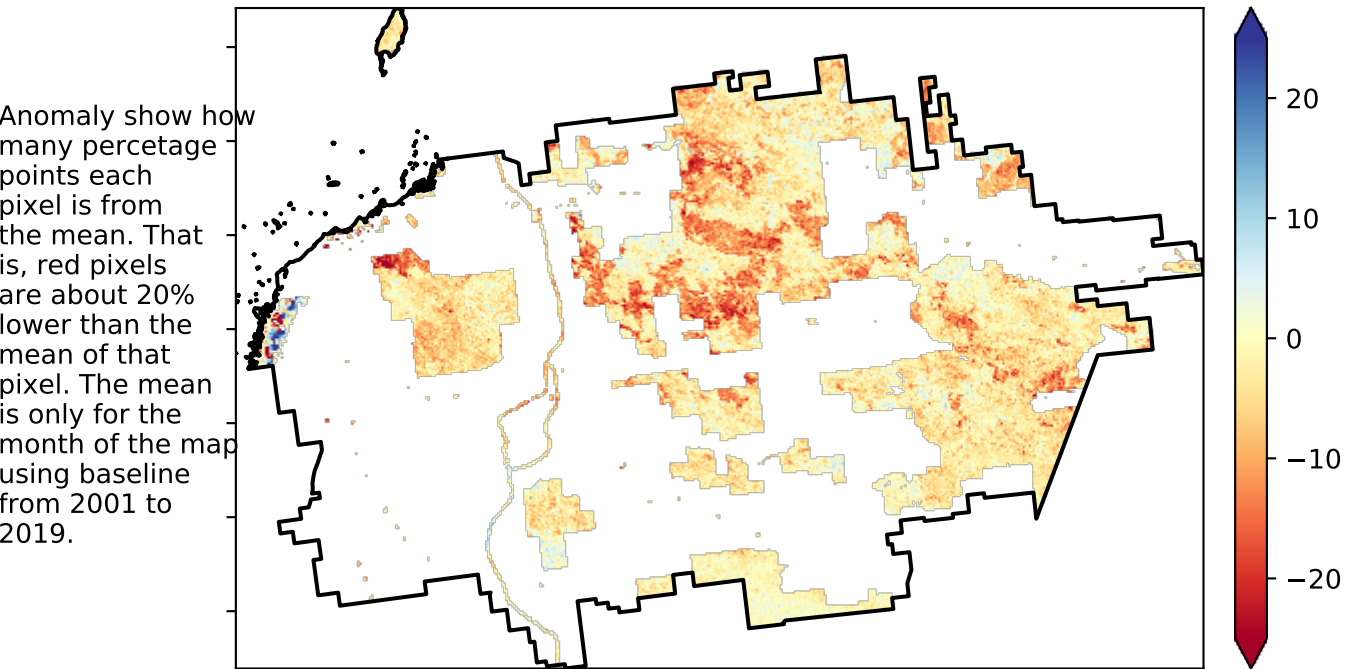 Anomaly show how
many percetage
points each
pixel is from
the mean. That
is, red pixels
are about 20%
lower than the
mean of that
pixel. The mean
is only for the
month of the map
using baseline
from 2001 to
2019.
20
10
0
−10
−20